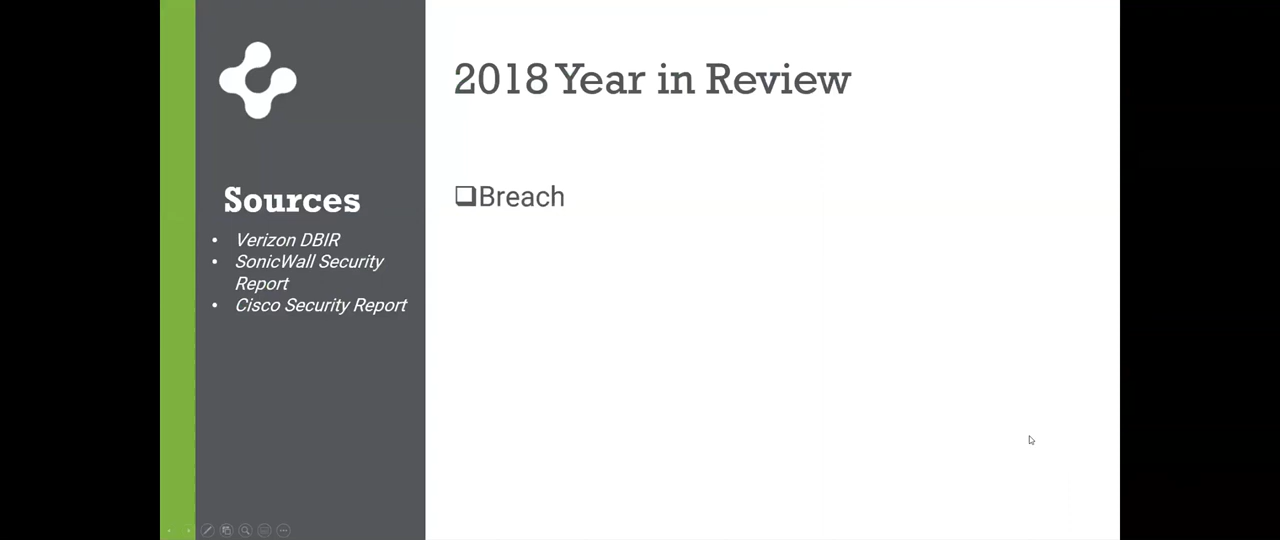 2018 Year in Review
Sources
• Verizon DBIR
• SonicWall Security
Report
• Cisco Security Report
❑Breach